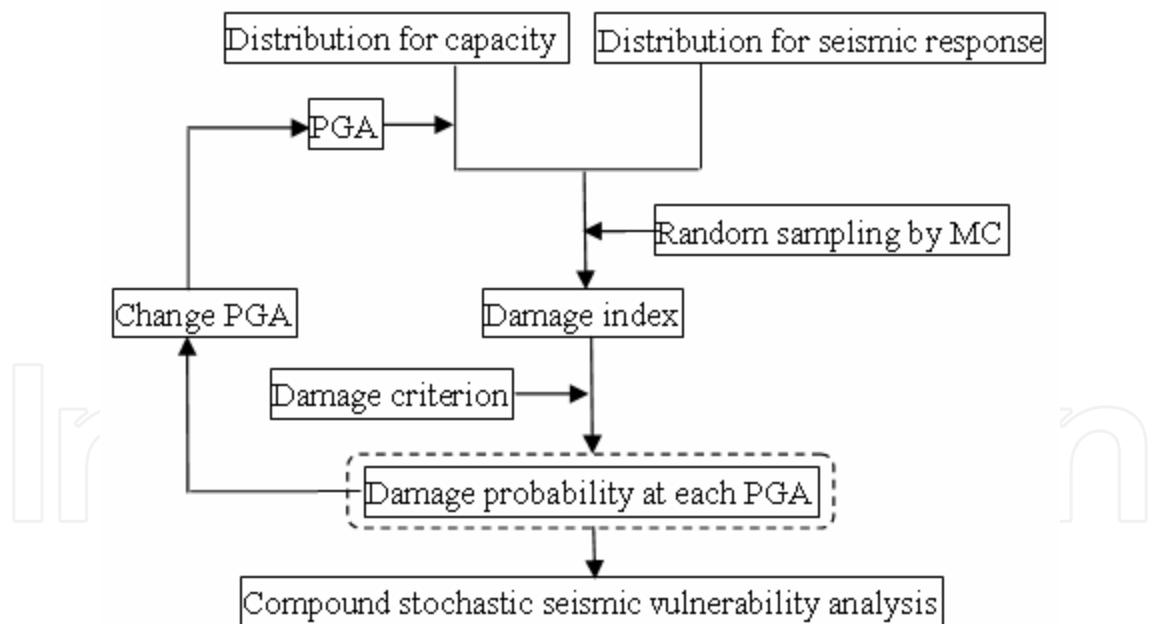 Distribution for capacity
Distribution for seismic response
PGA
Random sampling by MC
Change PGA
Damage index
Damage criterion
Damage probability at each PGA
Compound stochastic seismic vulnerability analysis